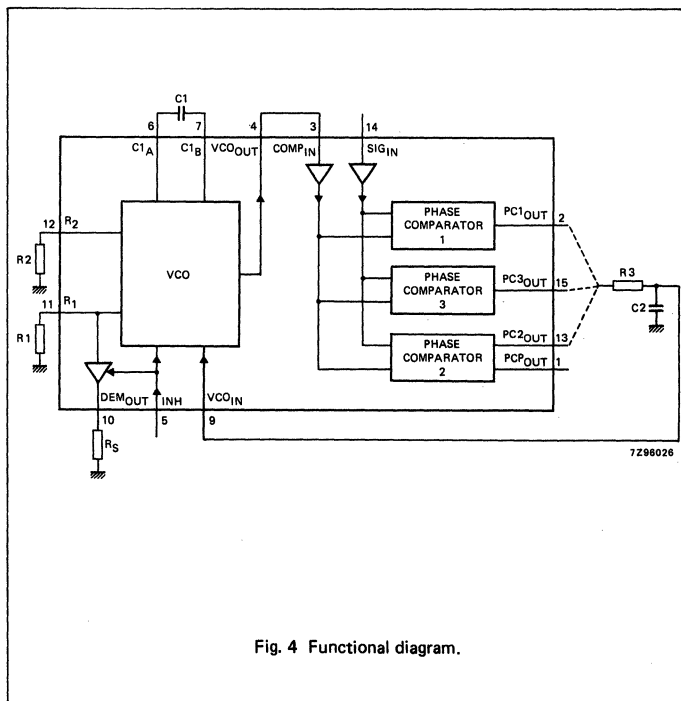 C1
6 7 4 3 14
C1A C1B VCOOUT COMPIN SIGIN
12 R2
R2
11 R1
R1
VCO
PHASE COMPARATOR 1
PC1OUT 2
PHASE COMPARATOR 3
PC3OUT 15
PHASE COMPARATOR 2
PC2OUT 13
PCPOUT 1
R3
C2
DEMOUT INH VCOIN
10 5 9
RS
7Z96026
Fig. 4 Functional diagram.